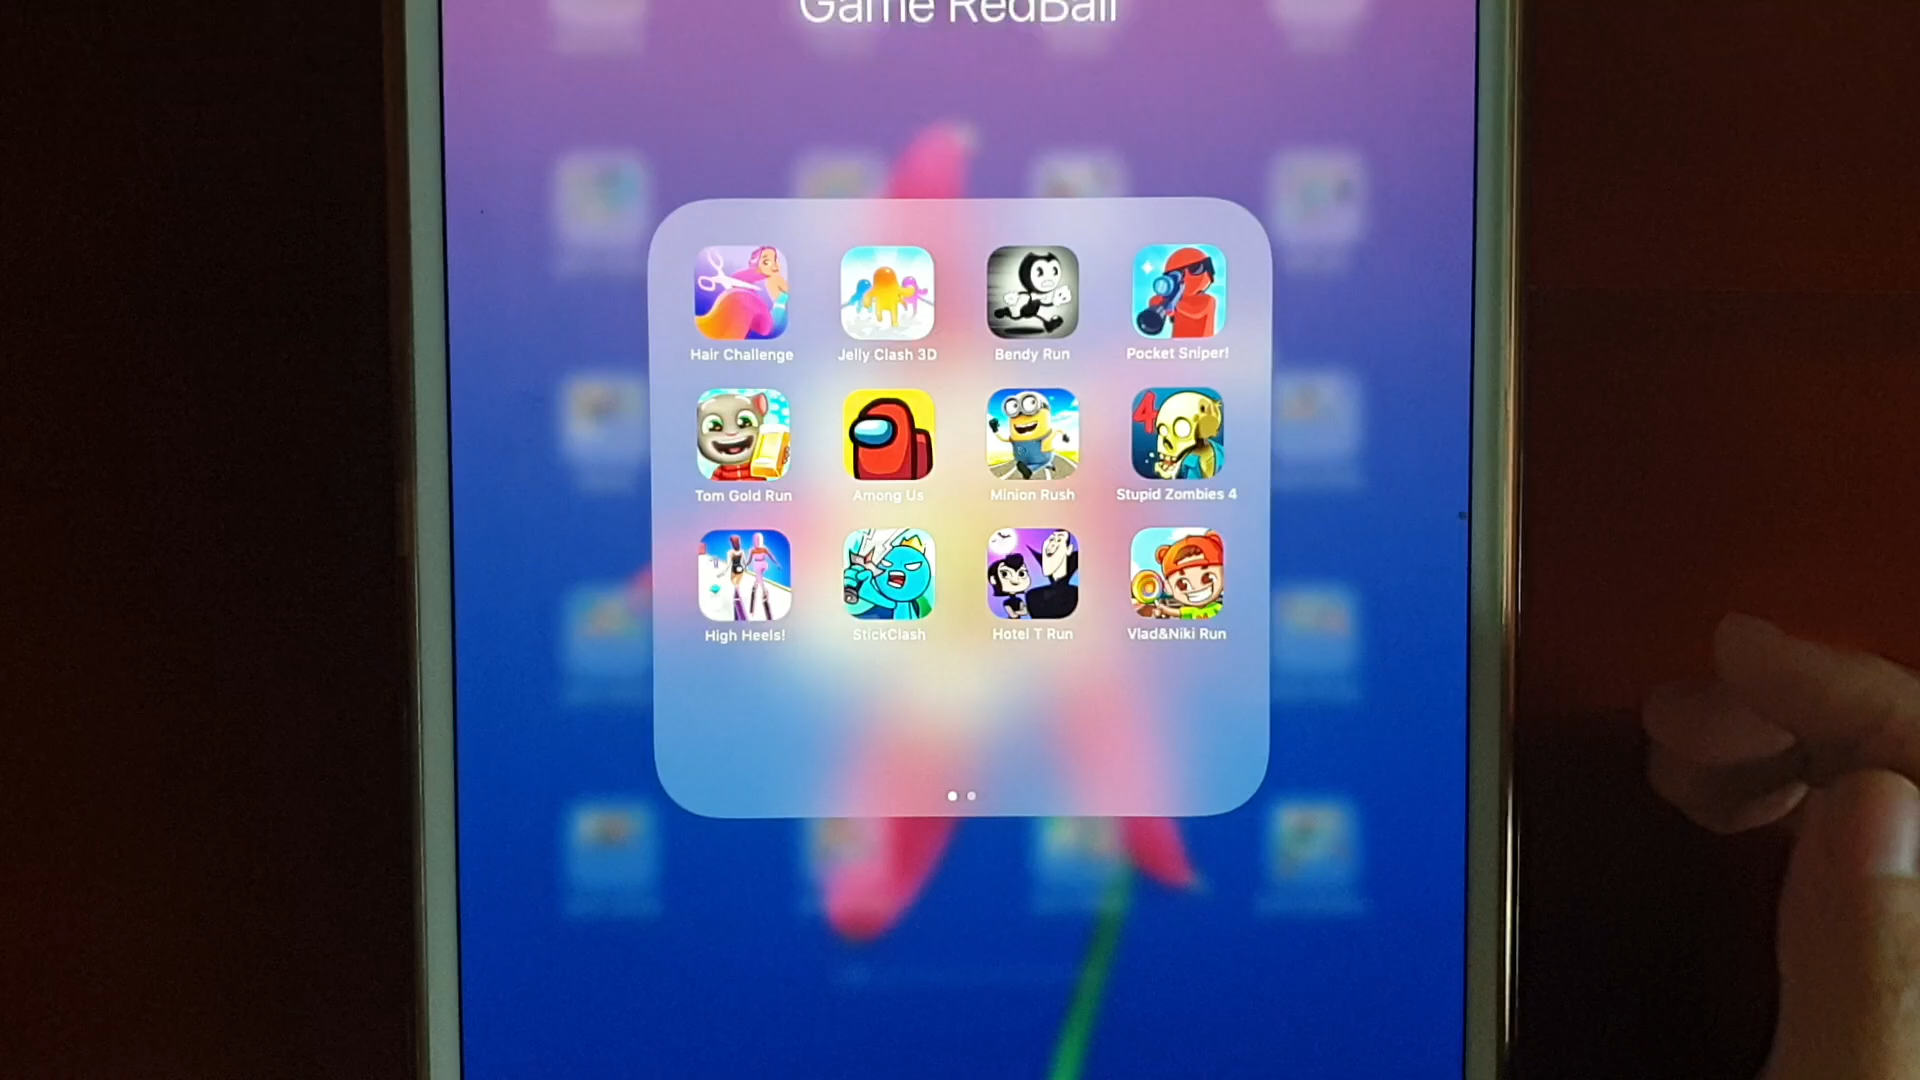 Game RedBall
Hair Challenge
Jelly Clash 3D
Bendy Run
Pocket Sniper!
4
Tom Gold Run
Among Us
Minion Rush
Stupid Zombies 4
High Heels!
StickClash
Hotel T Run
Vlad&Niki Run